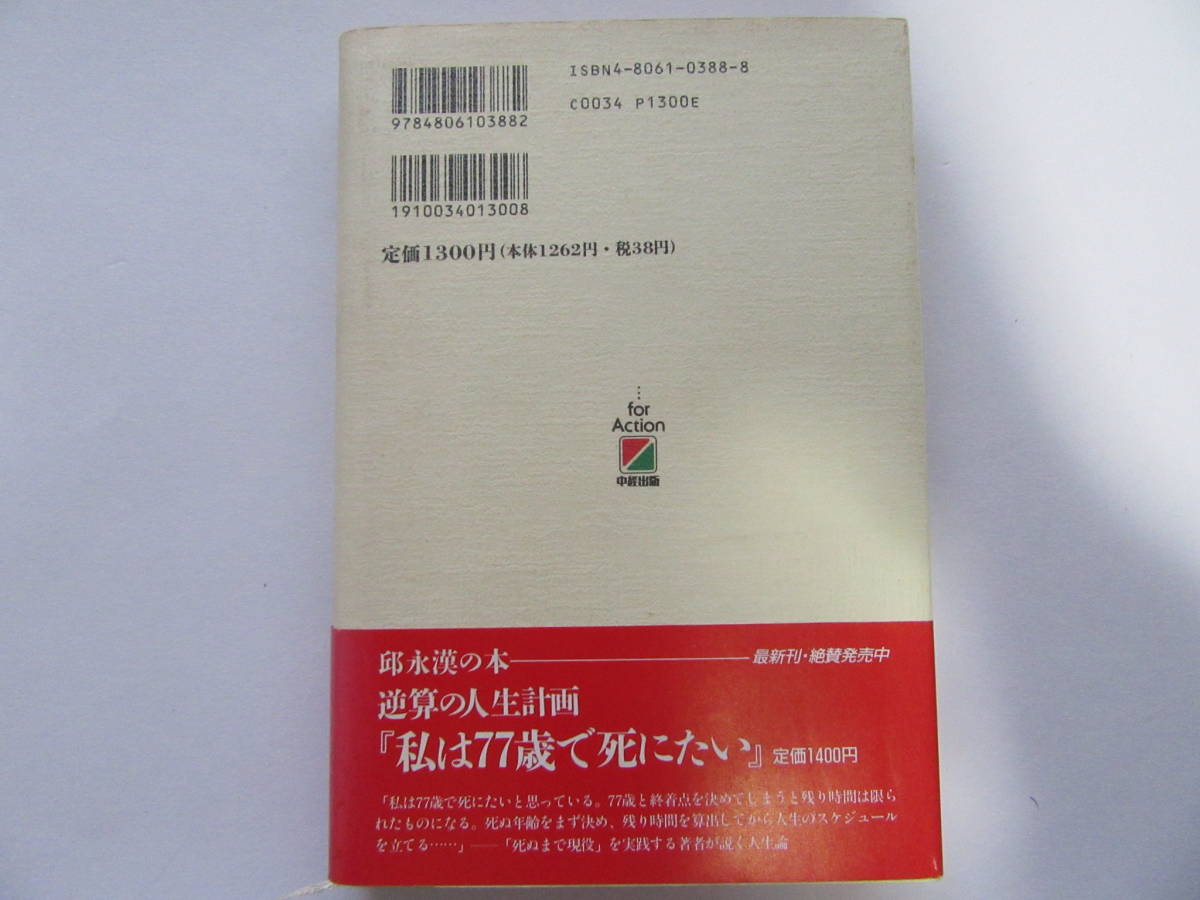 ISBN4-8061-0388-8
C0034 P1300E
9784806103882
1910034013008
定価1300円(本体1262円・税38円)
…for
Action
中経出版
邱永漢の本 最新刊・絶賛発売中
逆算の人生計画
『私は77歳で死にたい』定価1400円
「私は77歳で死にたいと思っている。77歳と終着点を決めてしまうと残り時間は限ら
れたものになる。死ぬ年齢をまず決め、残り時間を算出してから人生のスケジュール
を立てる……」──「死ぬまで現役」を実践する著者が説く人生論